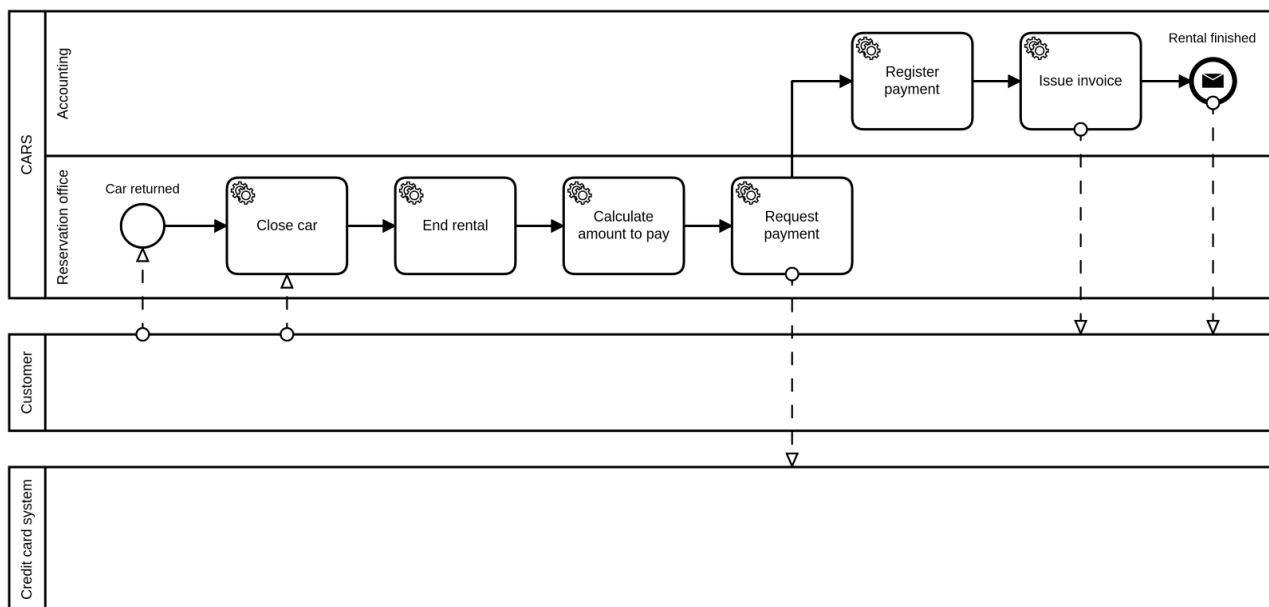 CARS
Accounting
Register
payment
Issue invoice
Rental finished
Reservation office
Car returned
Close car
End rental
Calculate
amount to pay
Request
payment
Customer
Credit card system